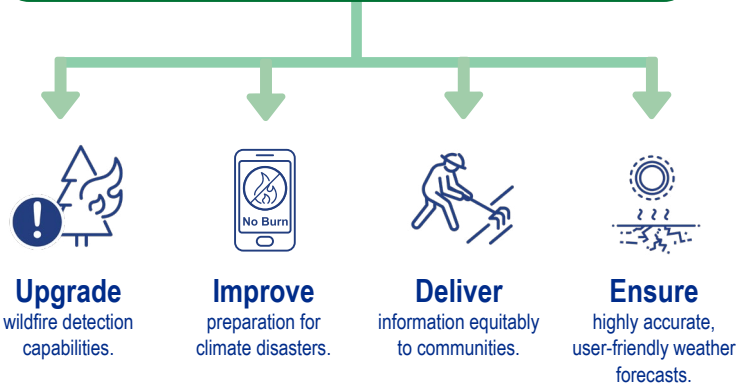 No Burn
Upgrade
wildfire detection
capabilities.
Improve
preparation for
climate disasters.
Deliver
information equitably
to communities.
Ensure
highly accurate,
user-friendly weather
forecasts.